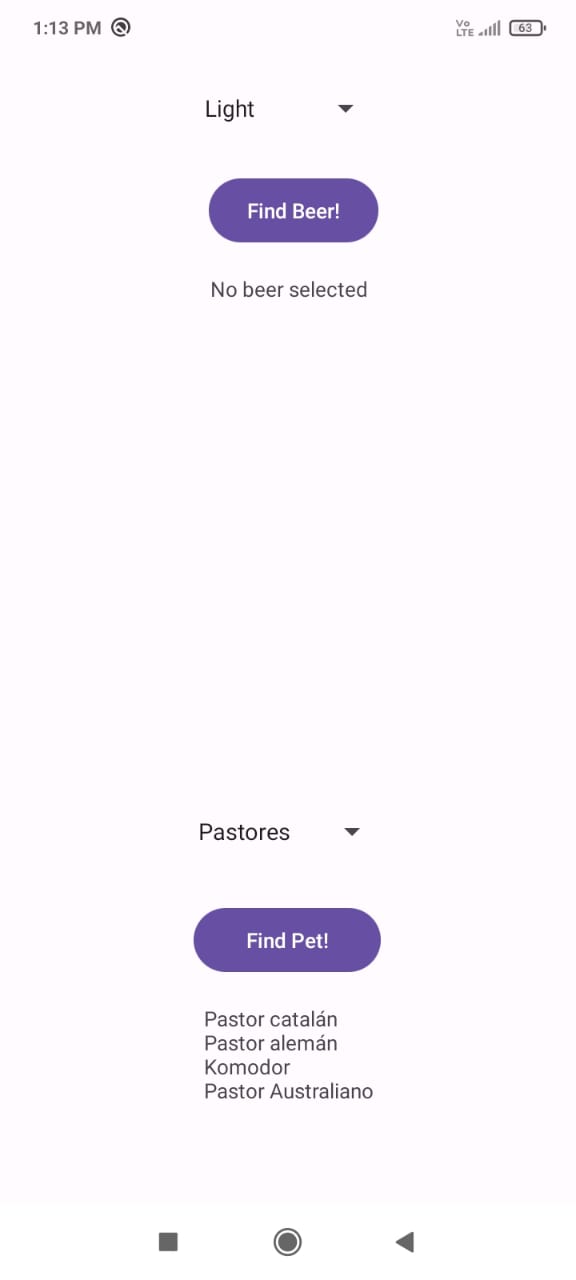 1:13 PM
Vo LTE
63
Light
Find Beer!
No beer selected
Pastores
Find Pet!
Pastor catalán
Pastor alemán
Komodor
Pastor Australiano